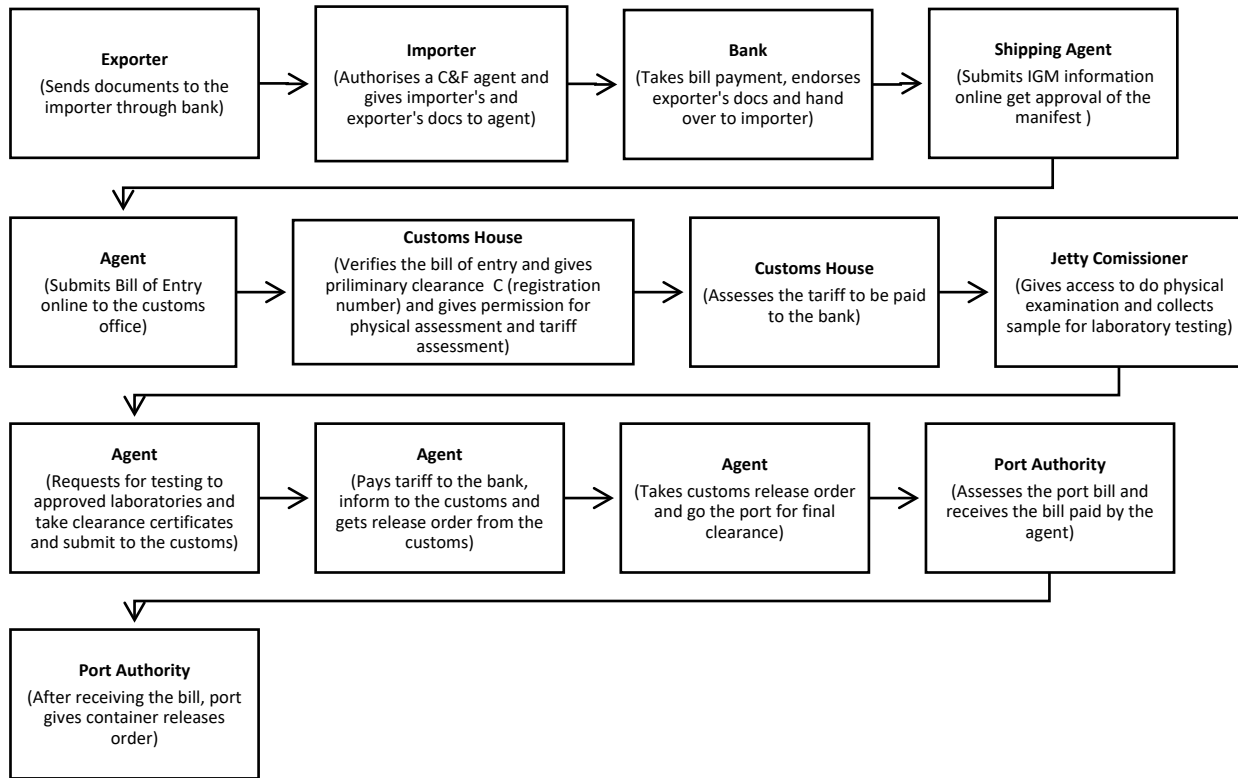 Exporter
(Sends documents to the
importer through bank)
Importer
(Authorises a C&F agent and
gives importer's and
exporter's docs to agent)
Bank
(Takes bill payment, endorses
exporter's docs and hand
over to importer)
Shipping Agent
(Submits IGM information
online get approval of the
manifest )
Agent
(Submits Bill of Entry
online to the customs
office)
Customs House
(Verifies the bill of entry and gives
priliminary clearance  C (registration
number) and gives permission for
physical assessment and tariff
assessment)
Customs House
(Assesses the tariff to be paid
to the bank)
Jetty Comissioner
(Gives access to do physical
examination and collects
sample for laboratory testing)
Agent
(Requests for testing to
approved laboratories and
take clearance certificates
and submit to the customs)
Agent
(Pays tariff to the bank,
inform to the customs and
gets release order from the
customs)
Agent
(Takes customs release order
and go the port for final
clearance)
Port Authority
(Assesses the port bill and
receives the bill paid by the
agent)
Port Authority
(After receiving the bill, port
gives container releases
order)